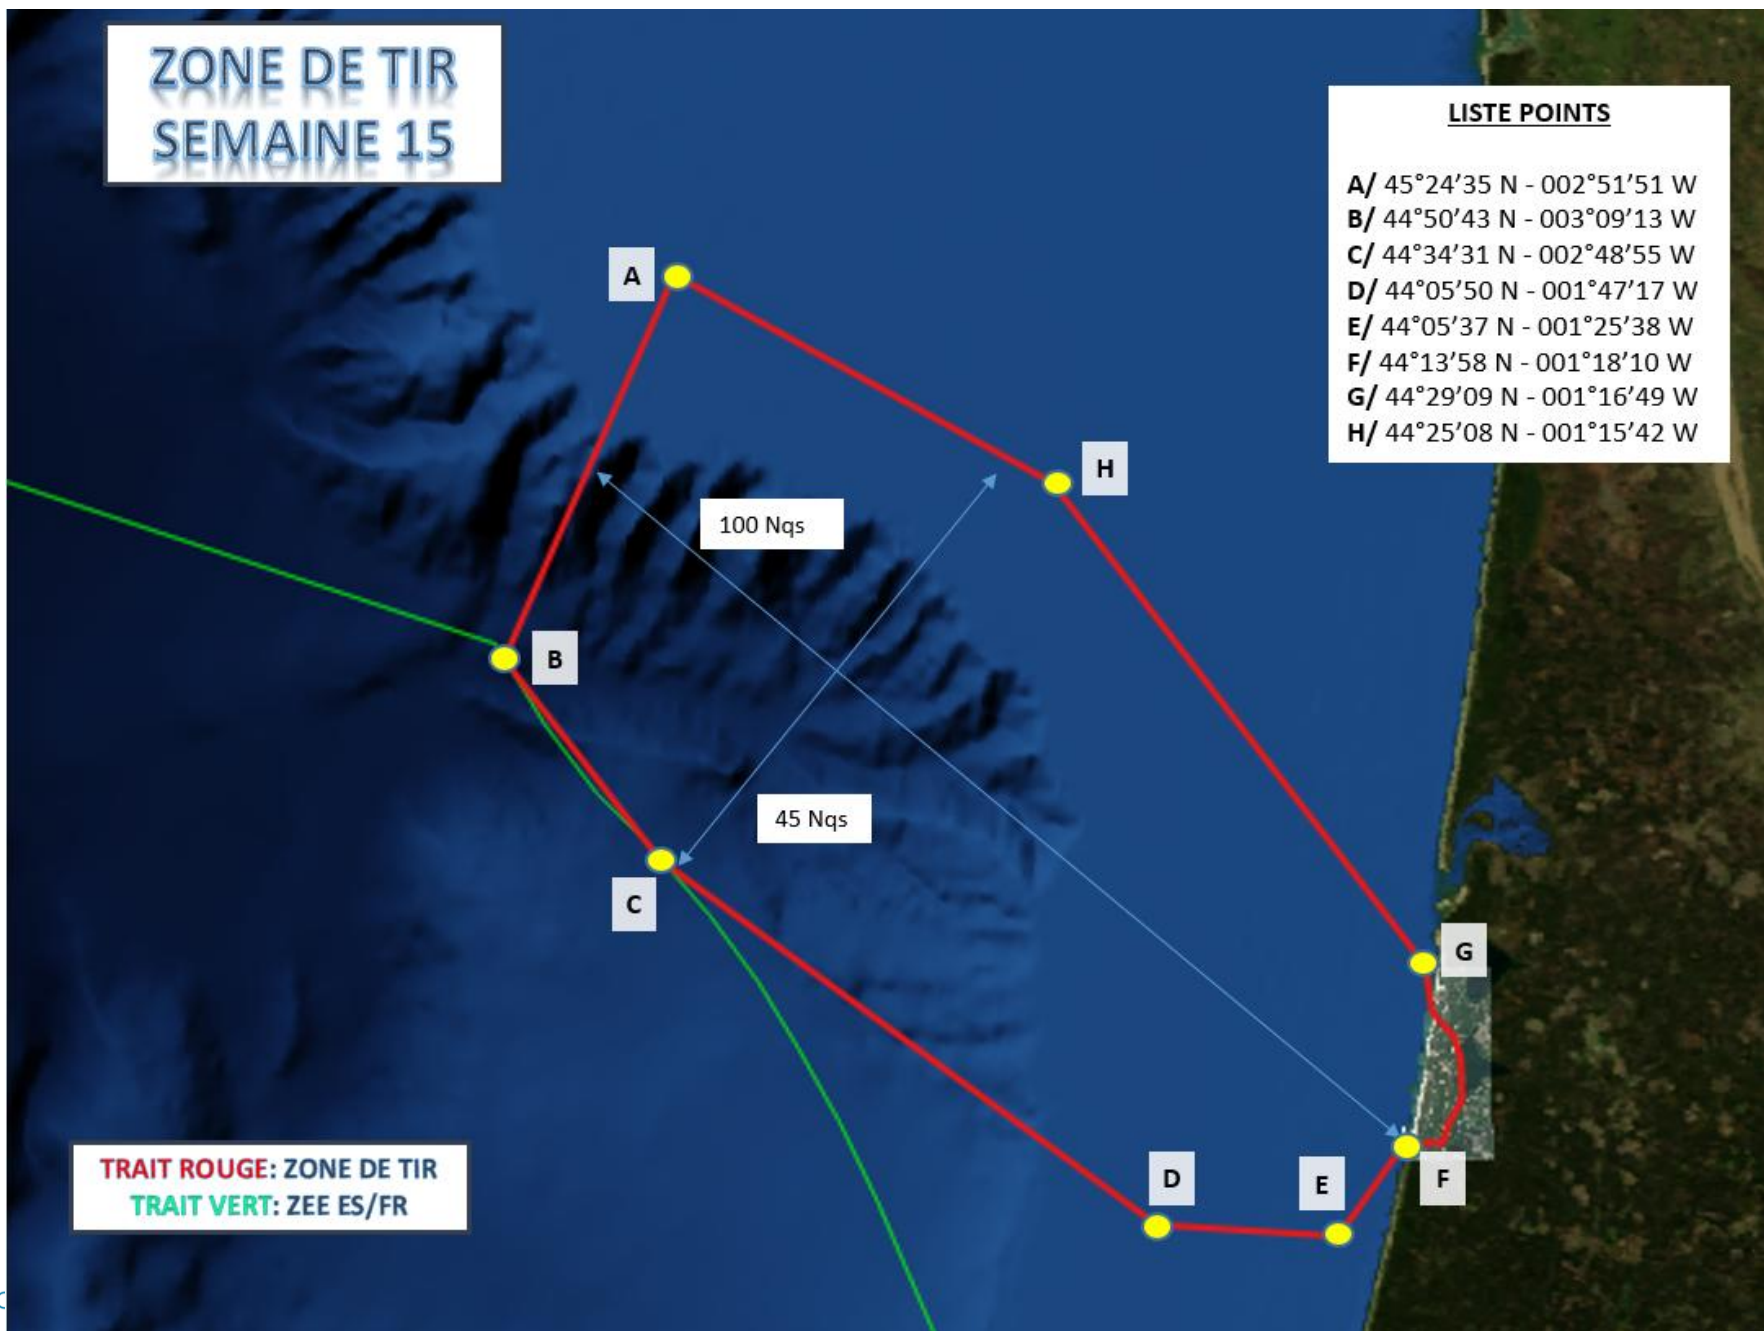 ZONE DE TIR
SEMAINE 15
LISTE POINTS
A/ 45°24’35 N - 002°51’51 W
B/ 44°50’43 N - 003°09’13 W
C/ 44°34’31 N - 002°48’55 W
D/ 44°05’50 N - 001°47’17 W
E/ 44°05’37 N - 001°25’38 W
F/ 44°13’58 N - 001°18’10 W
G/ 44°29’09 N - 001°16’49 W
H/ 44°25’08 N - 001°15’42 W
A
H
100 Nqs
B
45 Nqs
C
G
D
E
F
TRAIT ROUGE: ZONE DE TIR
TRAIT VERT: ZEE ES/FR